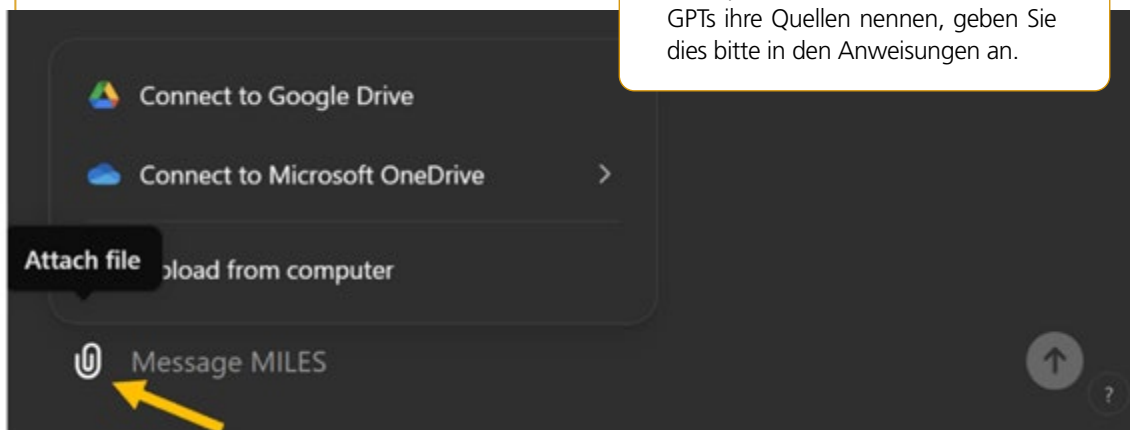 GPTs ihre Quellen nennen, geben Sie
dies bitte in den Anweisungen an.
Connect to Google Drive
Connect to Microsoft OneDrive
Attach file
from computer
Message MILES
?